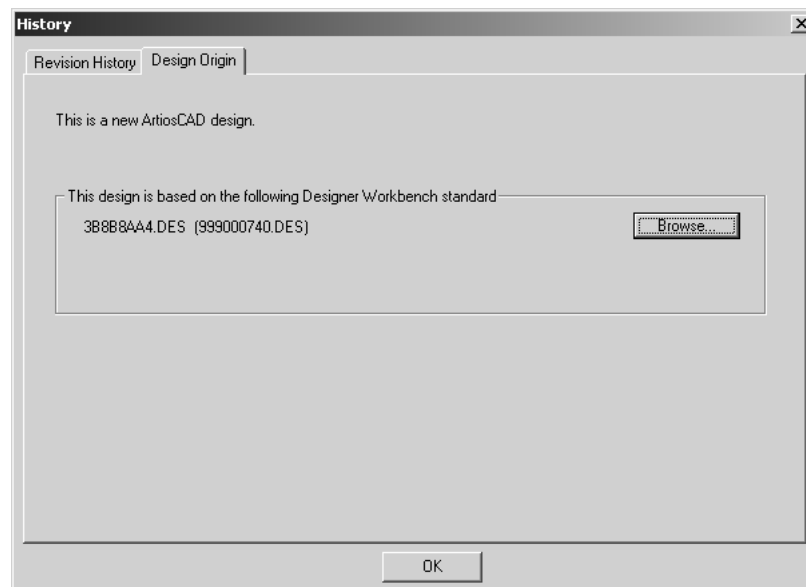 History
Revision History
Design Origin
This is a new ArtiosCAD design.
This design is based on the following Designer Workbench standard
3B8B8AA4.DES (999000740.DES)
Browse...
OK